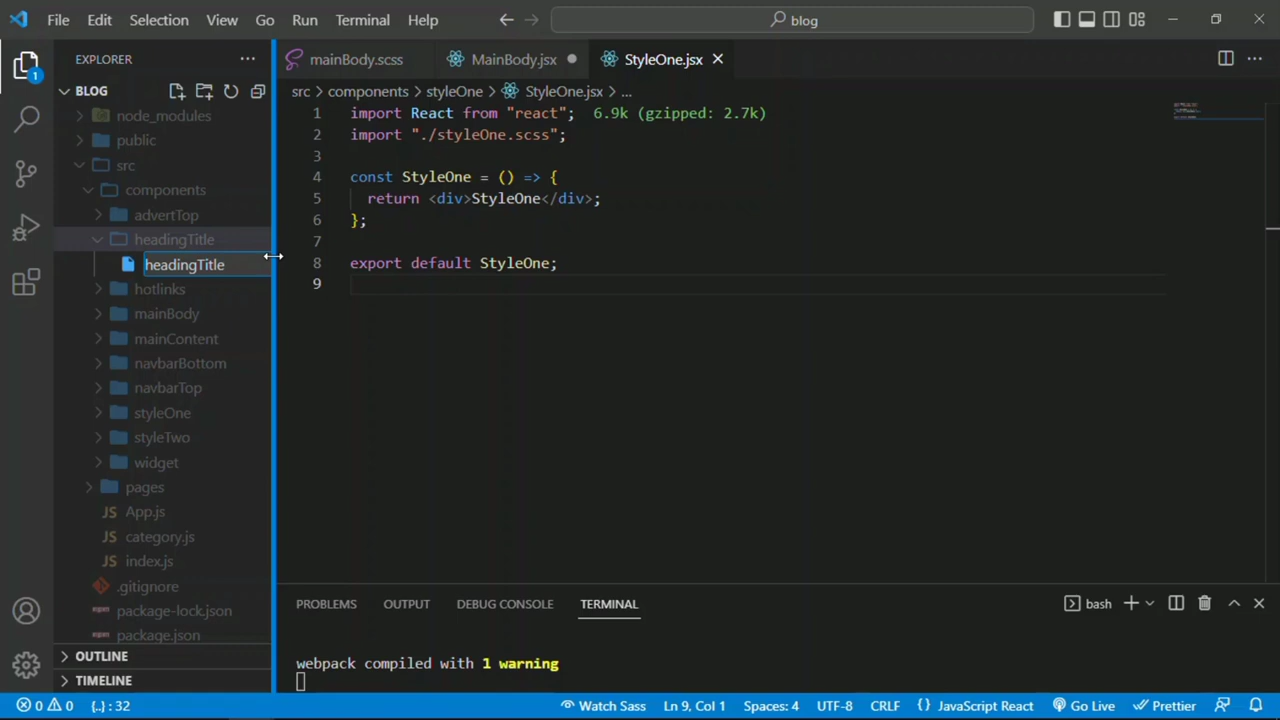 File Edit Selection View Go Run Terminal Help
blog
EXPLORER
1
BLOG
node_modules
public
src
components
advertTop
headingTitle
headingTitle
hotlinks
mainBody
mainContent
navbarBottom
navbarTop
styleOne
styleTwo
widget
pages
JS App.js
JS category.js
JS index.js
.gitignore
package-lock.json
package.json
OUTLINE
TIMELINE
mainBody.scss MainBody.jsx StyleOne.jsx
src > components > styleOne > StyleOne.jsx > ...
1 import React from "react"; 6.9k (gzipped: 2.7k)
2 import "./styleOne.scss";
3
4 const StyleOne = () => {
5 return <div>StyleOne</div>;
6 };
7
8 export default StyleOne;
9
PROBLEMS OUTPUT DEBUG CONSOLE TERMINAL
bash
webpack compiled with 1 warning
0 0 {..} : 32 Watch Sass Ln 9, Col 1 Spaces: 4 UTF-8 CRLF {} JavaScript React Go Live Prettier